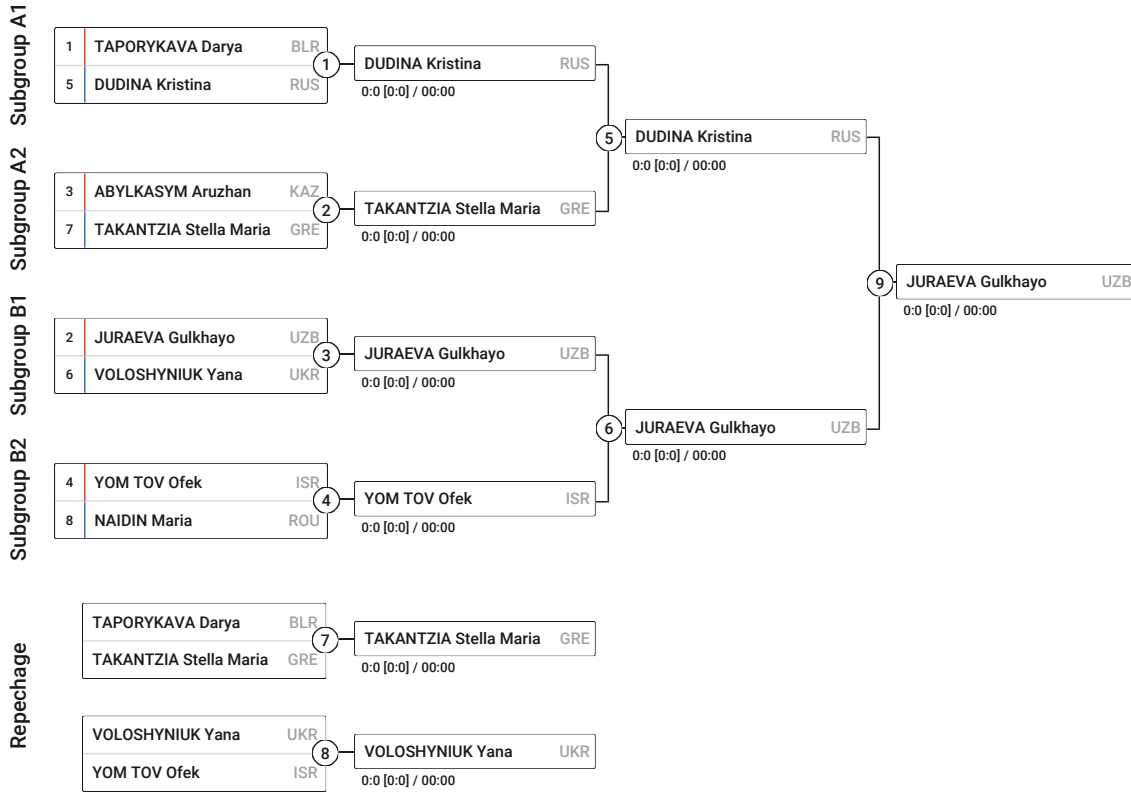 Subgroup A1
1 TAPORYKAVA Darya BLR
5 DUDINA Kristina RUS
1
DUDINA Kristina RUS
0:0 [0:0] / 00:00
5
DUDINA Kristina RUS
0:0 [0:0] / 00:00
Subgroup A2
3 ABYLKASYM Aruzhan KAZ
7 TAKANTZIA Stella Maria GRE
2
TAKANTZIA Stella Maria GRE
0:0 [0:0] / 00:00
9
JURAEVA Gulkhayo UZB
0:0 [0:0] / 00:00
Subgroup B1
2 JURAEVA Gulkhayo UZB
6 VOLOSHYNIUK Yana UKR
3
JURAEVA Gulkhayo UZB
0:0 [0:0] / 00:00
6
JURAEVA Gulkhayo UZB
0:0 [0:0] / 00:00
Subgroup B2
4 YOM TOV Ofek ISR
8 NAIDIN Maria ROU
4
YOM TOV Ofek ISR
0:0 [0:0] / 00:00
Repechage
TAPORYKAVA Darya BLR
TAKANTZIA Stella Maria GRE
7
TAKANTZIA Stella Maria GRE
0:0 [0:0] / 00:00
VOLOSHYNIUK Yana UKR
YOM TOV Ofek ISR
8
VOLOSHYNIUK Yana UKR
0:0 [0:0] / 00:00